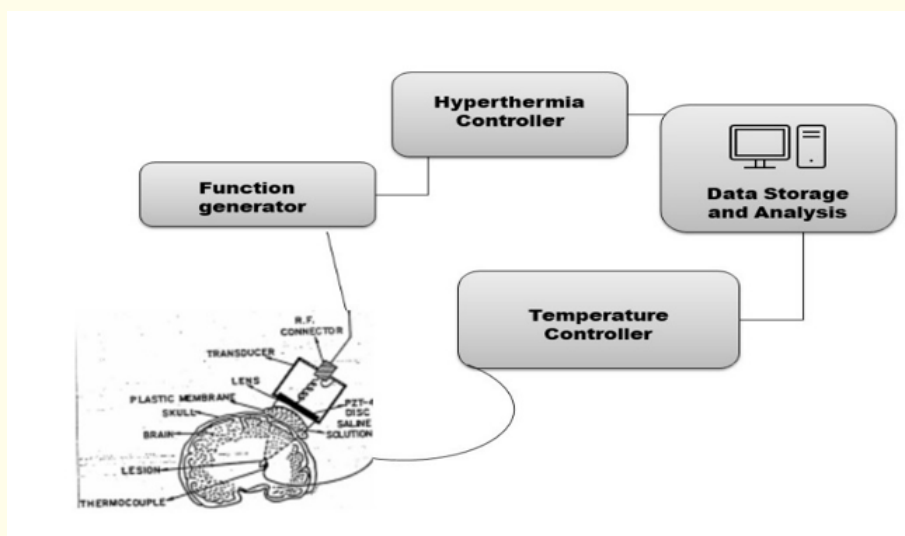 Hyperthermia
Controller
Function
generator
Data Storage
and Analysis
Temperature
Controller
R.F.
CONNECTOR
TRANSDUCER
LENS
PLASTIC MEMBRANE
SKULL
BRAIN
LESION
THERMOCOUPLE
PZT-4
DISC
SALINE
SOLUTION